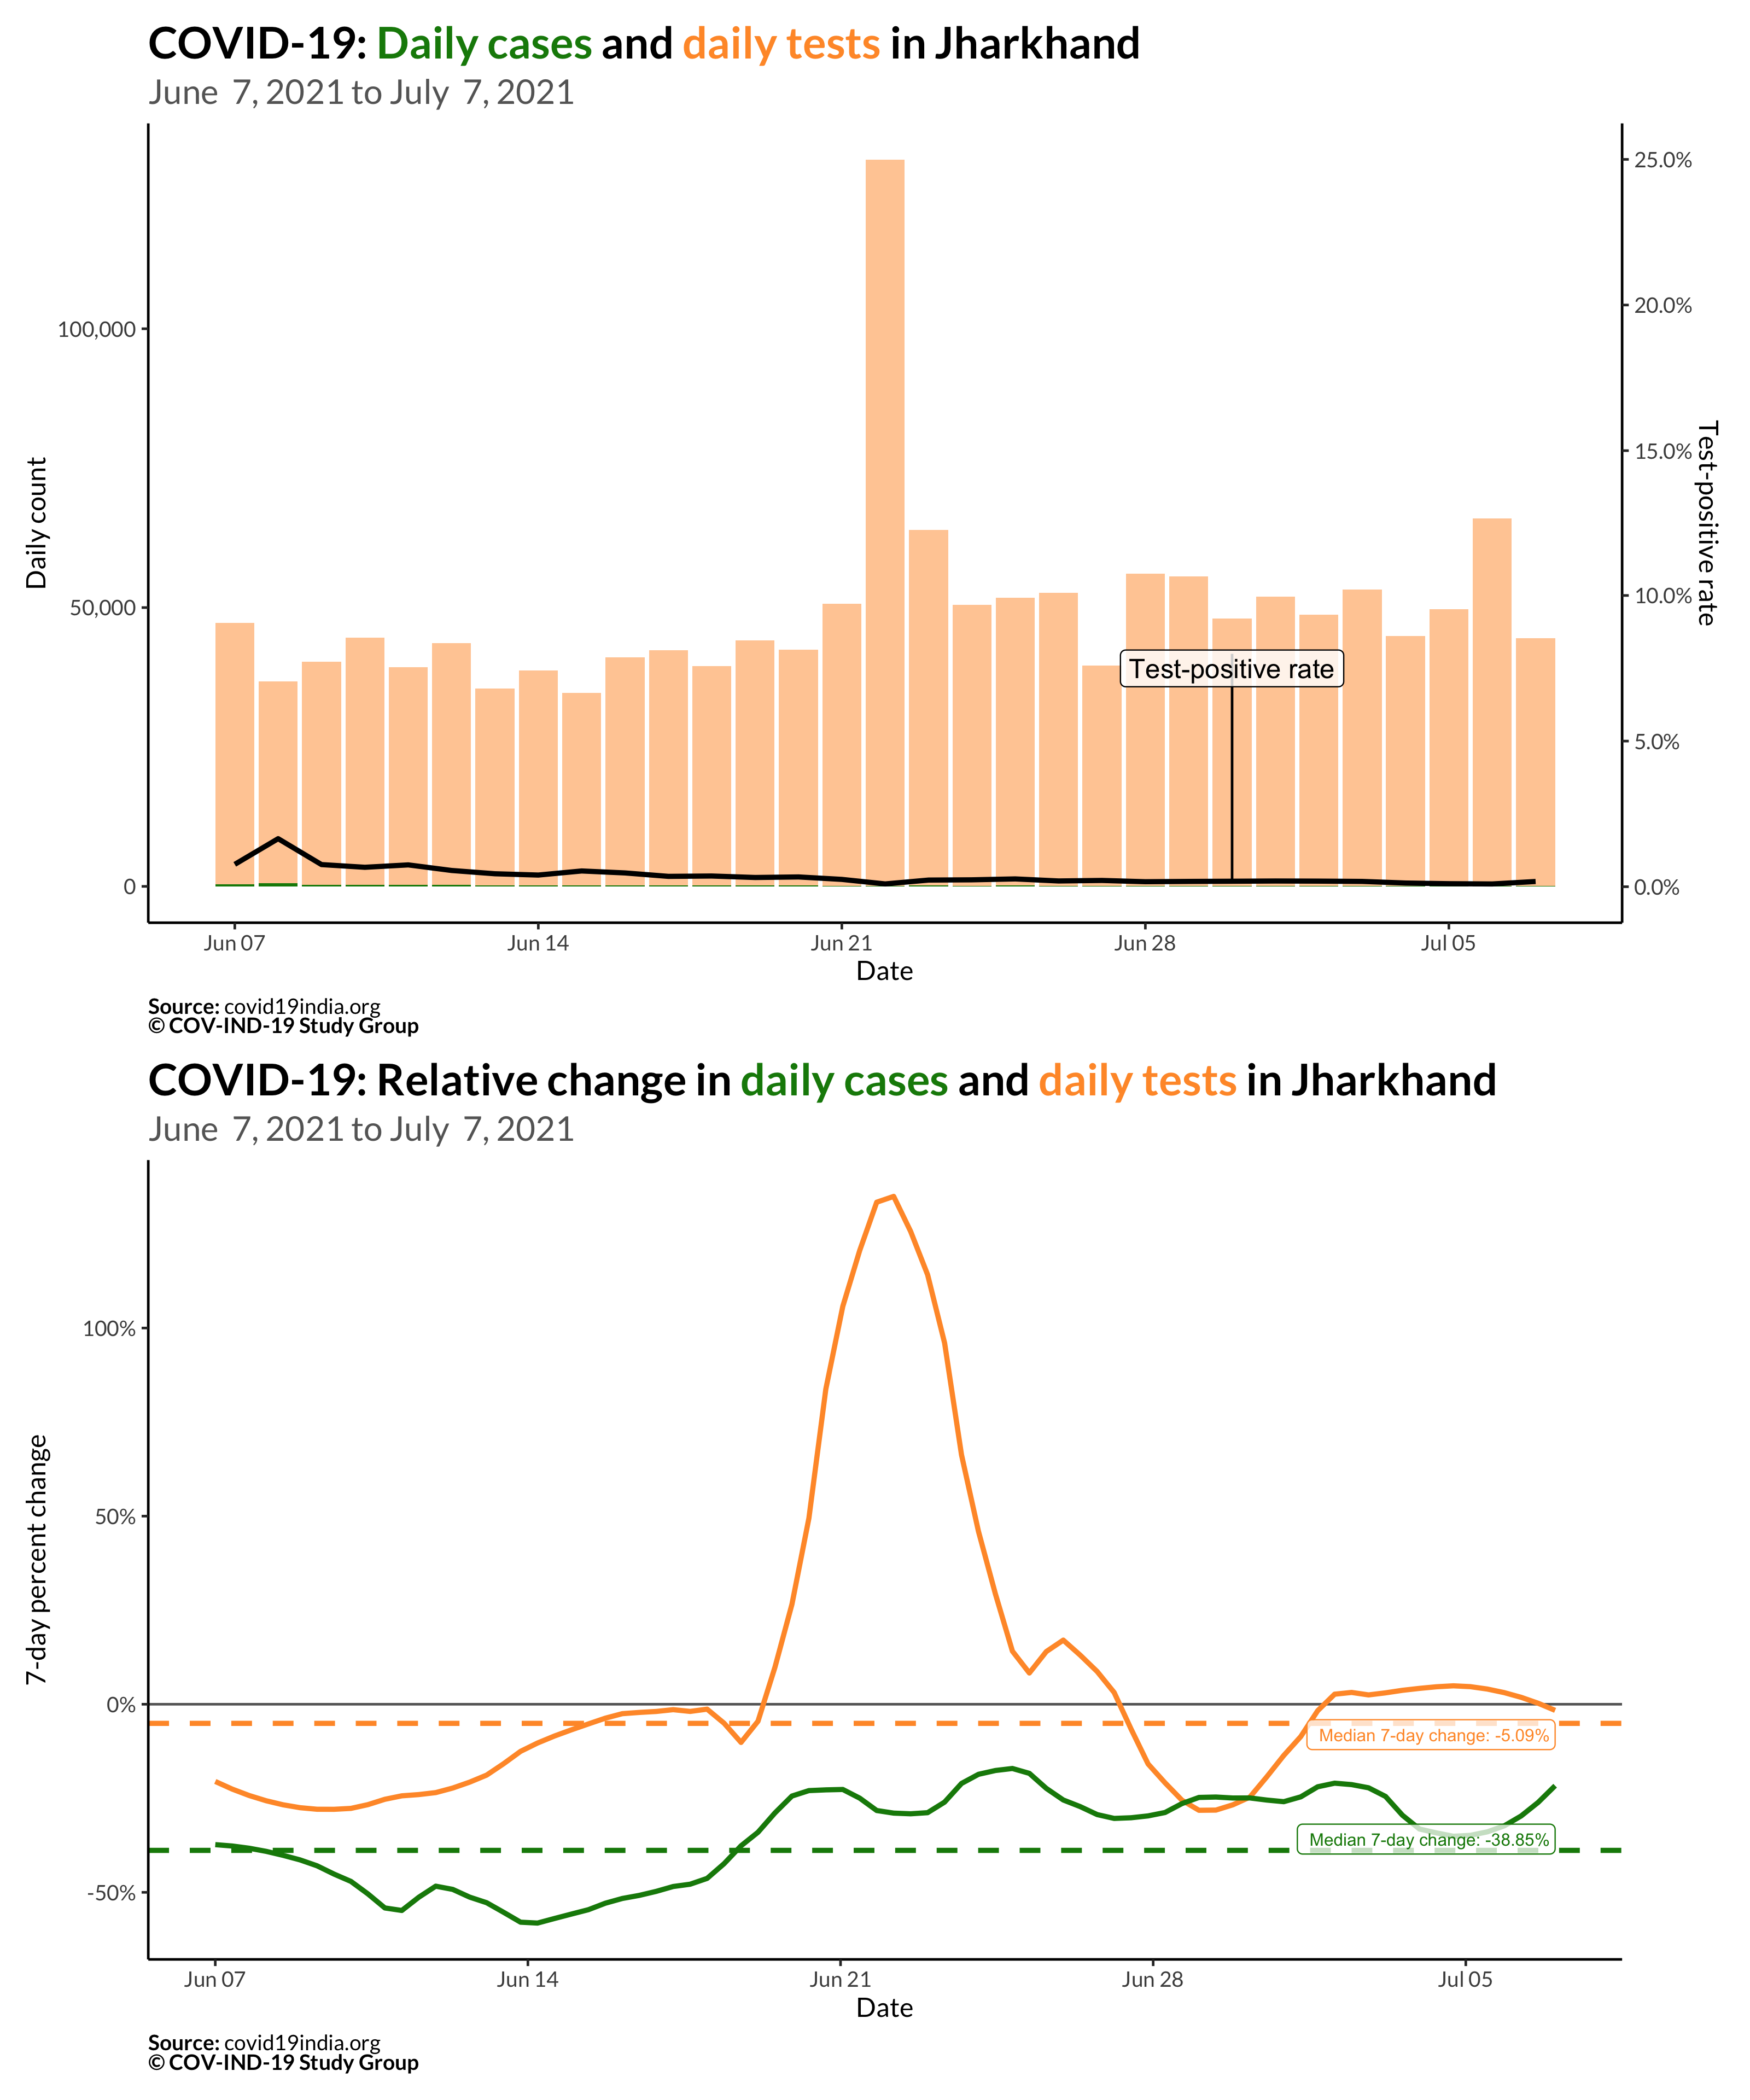 COVID-19: Daily cases and daily tests in Jharkhand
June 7, 2021 to July 7, 2021
Daily count
100,000
50,000
0
25.0%
20.0%
15.0%
10.0%
5.0%
0.0%
Test-positive rate
Test-positive rate
Jun 07
Jun 14
Jun 21
Jun 28
Jul 05
Date
Source: covid19india.org
© COV-IND-19 Study Group
COVID-19: Relative change in daily cases and daily tests in Jharkhand
June 7, 2021 to July 7, 2021
7-day percent change
100%
50%
0%
-50%
Median 7-day change: -5.09%
Median 7-day change: -38.85%
Jun 07
Jun 14
Jun 21
Jun 28
Jul 05
Date
Source: covid19india.org
© COV-IND-19 Study Group